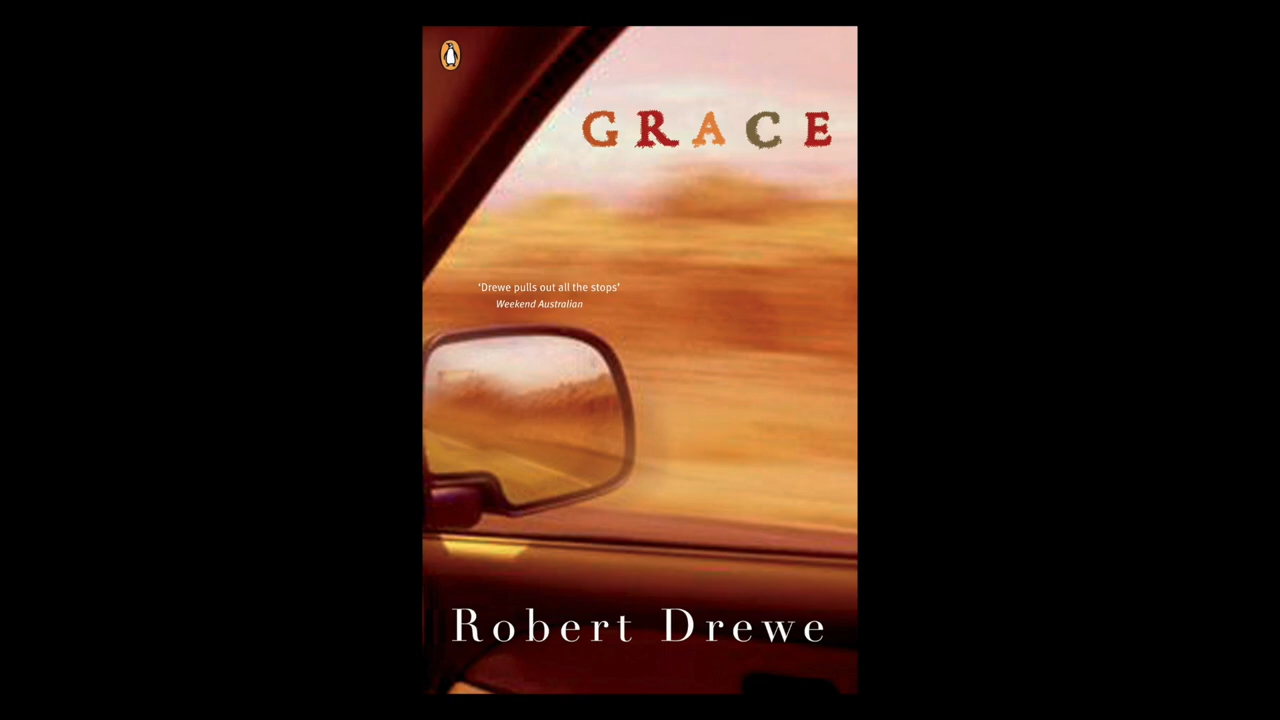 GRACE
‘Drewe pulls out all the stops’
Weekend Australian
Robert Drewe